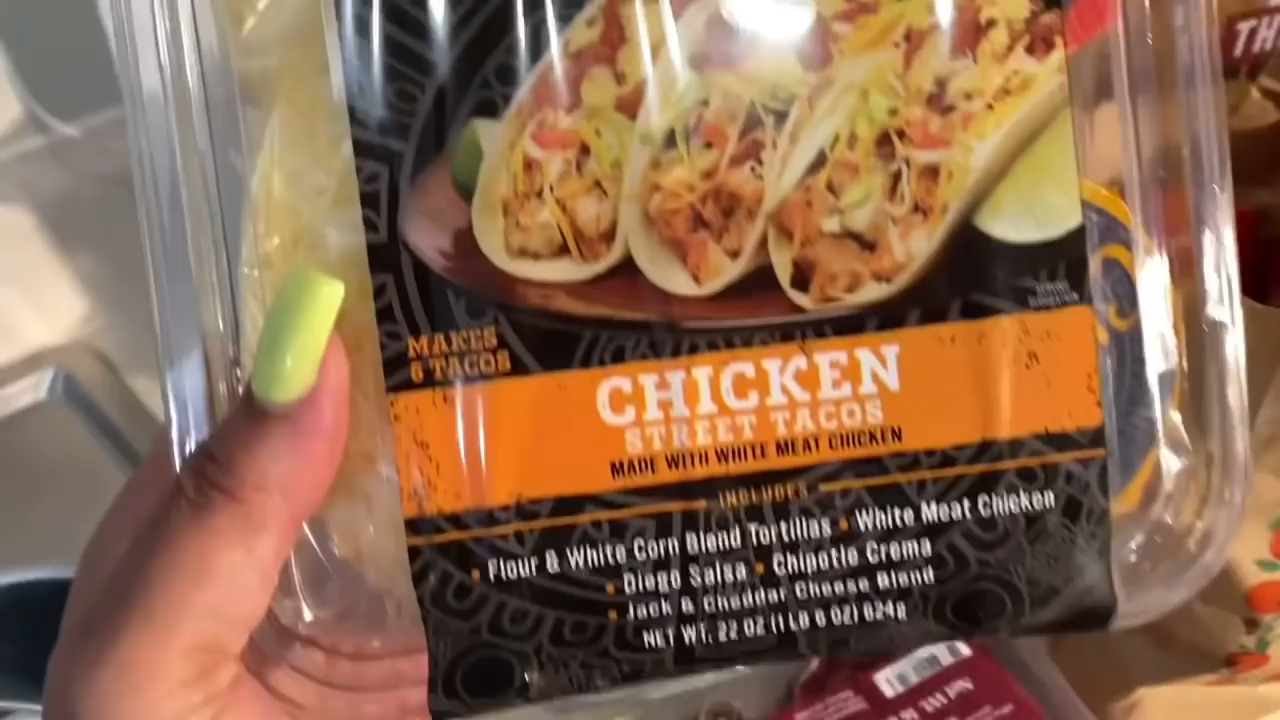 TH
MAKES
6 TACOS
CHICKEN
STREET TACOS
MADE WITH WHITE MEAT CHICKEN
INCLUDES
• Flour & White Corn Blend Tortillas • White Meat Chicken
• Diego Salsa • Chipotle Crema
• Jack & Cheddar Cheese Blend
NET WT. 22 OZ (1 LB 6 OZ) 624g